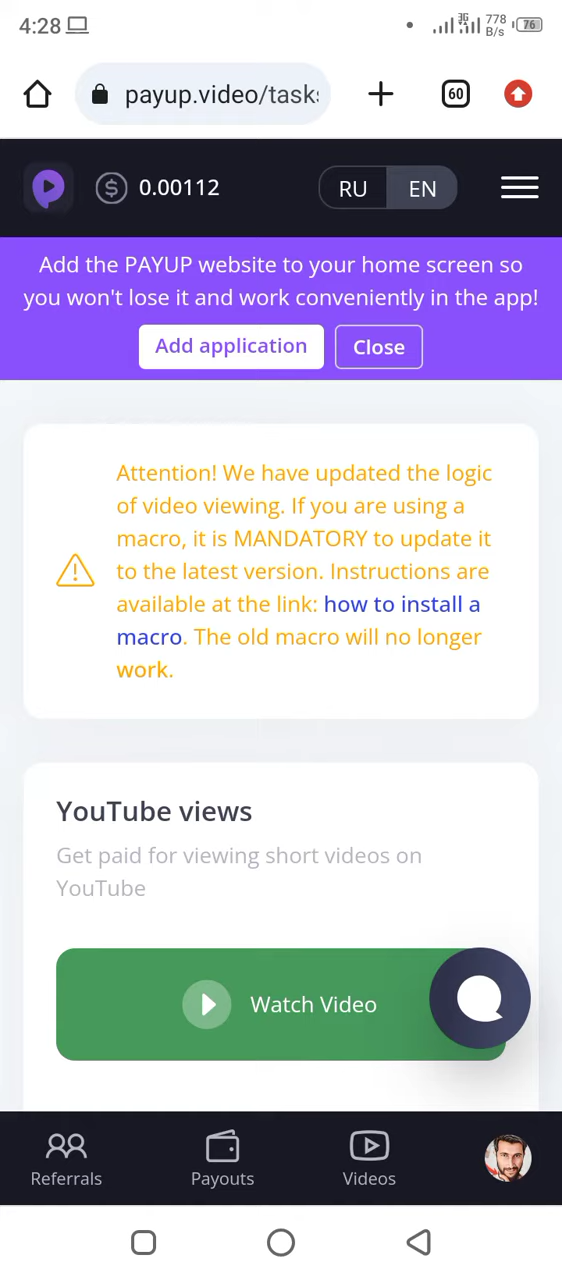 4:28
3G
778
B/s
76
payup.video/task
60
0.00112
RU
EN
Add the PAYUP website to your home screen so
you won't lose it and work conveniently in the app!
Add application
Close
Attention! We have updated the logic
of video viewing. If you are using a
macro, it is MANDATORY to update it
to the latest version. Instructions are
available at the link: how to install a
macro. The old macro will no longer
work.
YouTube views
Get paid for viewing short videos on
YouTube
Watch Video
Referrals
Payouts
Videos